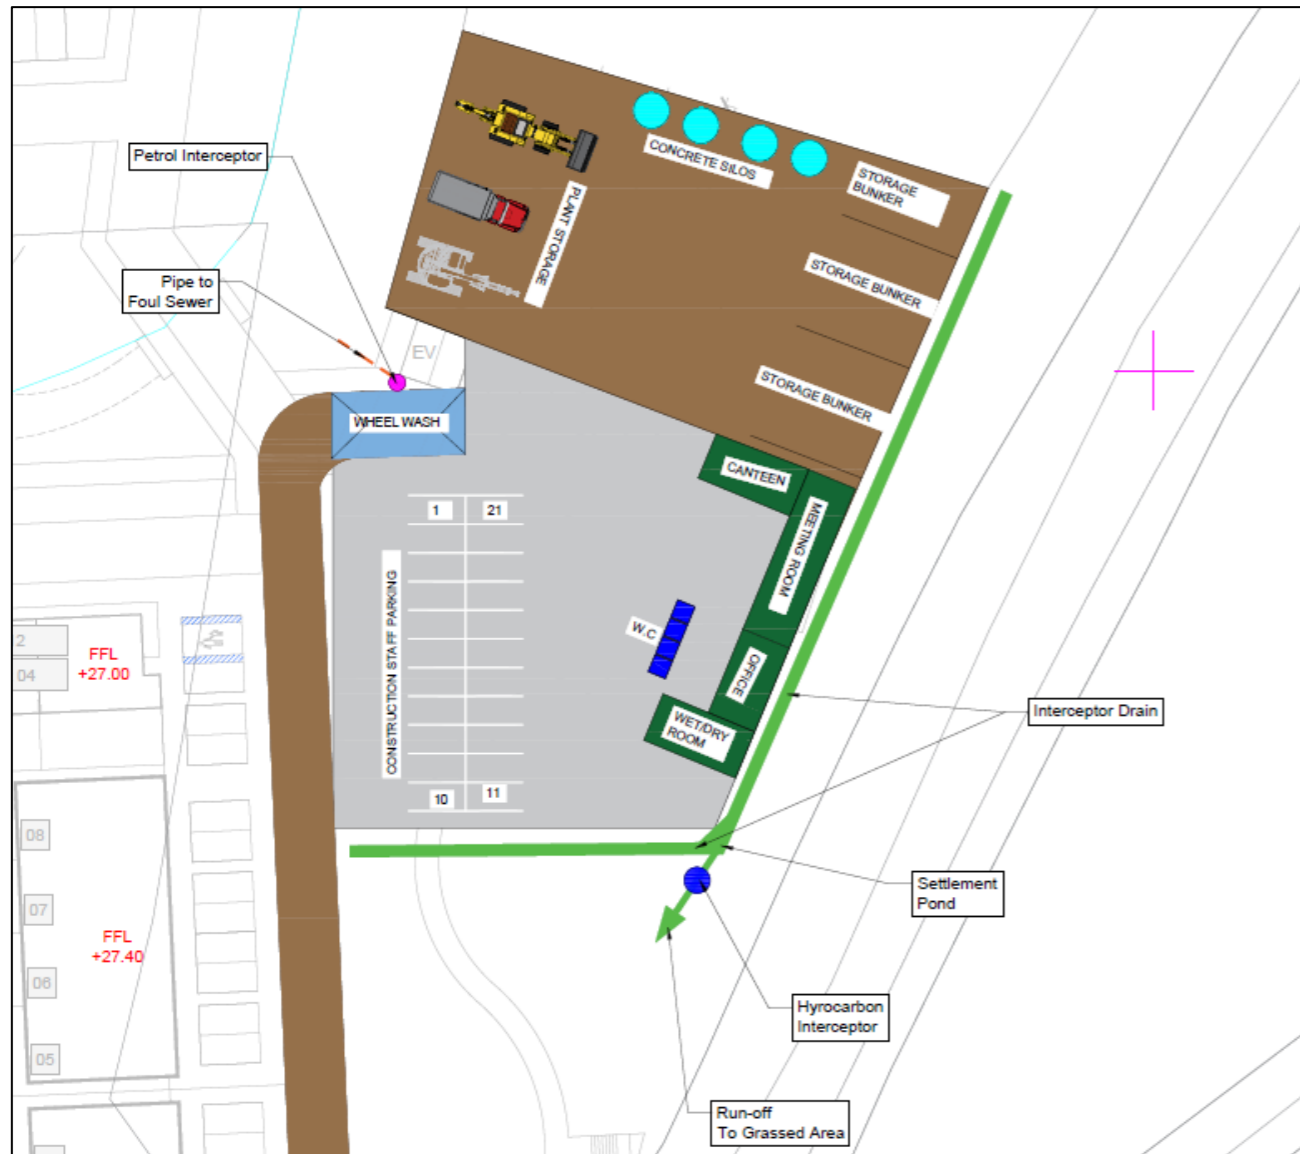 Petrol Interceptor
Pipe to
Foul Sewer
EV
WHEEL WASH
PLANT STORAGE
CONCRETE SILOS
STORAGE
BUNKER
STORAGE BUNKER
STORAGE BUNKER
CANTEEN
MEETING ROOM
W.C
OFFICE
WET/DRY
ROOM
1
21
CONSTRUCTION STAFF PARKING
10
11
2
04
FFL
+27.00
08
07
FFL
+27.40
06
05
Interceptor Drain
Settlement
Pond
Hyrocarbon
Interceptor
Run-off
To Grassed Area